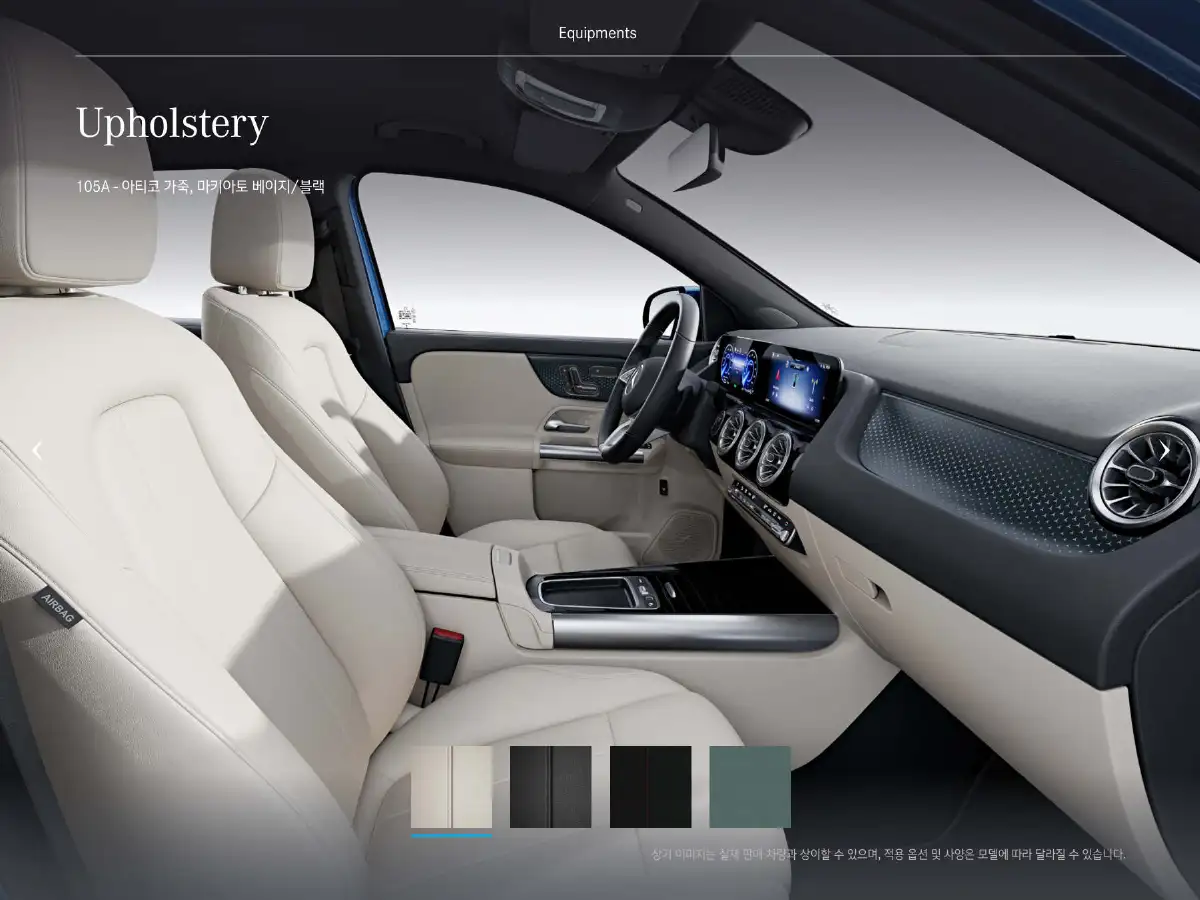 Equipments
Upholstery
105A - 아티코 가죽, 마키아토 베이지/블랙
AIRBAG
상기 이미지는 실제 판매 차량과 상이할 수 있으며, 적용 옵션 및 사양은 모델에 따라 달라질 수 있습니다.